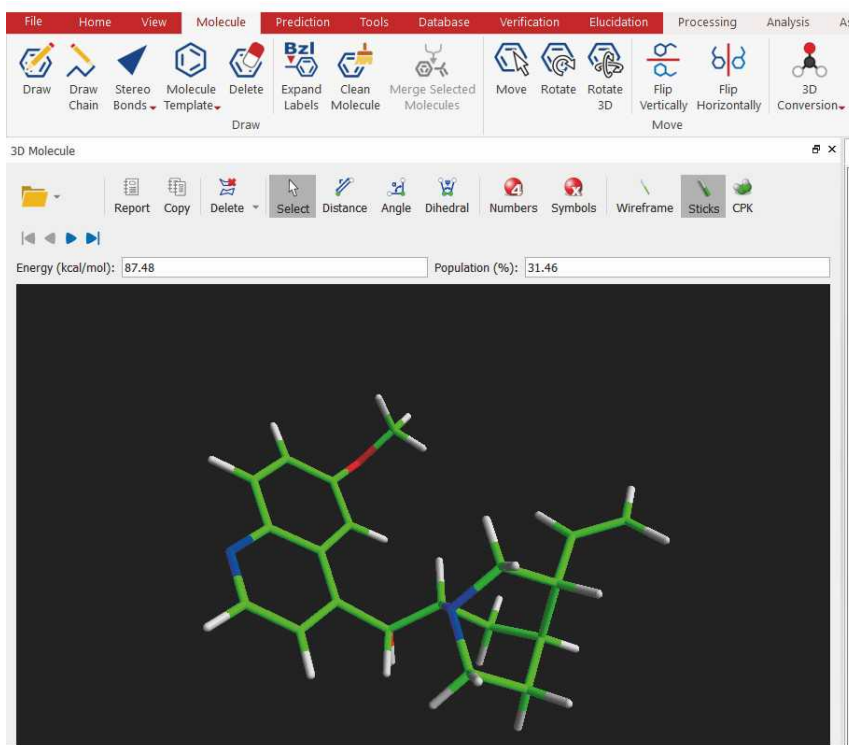 File Home View Molecule Prediction Tools Database Verification Elucidation Processing Analysis
Bzl
Draw Draw Chain Stereo Bonds Molecule Template Delete Expand Labels Clean Molecule Merge Selected Molecules Move Rotate Rotate 3D Flip Vertically Flip Horizontally 3D Conversion
Draw Move
3D Molecule
4
Report Copy Delete Select Distance Angle Dihedral Numbers Symbols Wireframe Sticks CPK
Energy (kcal/mol): 87.48 Population (%): 31.46